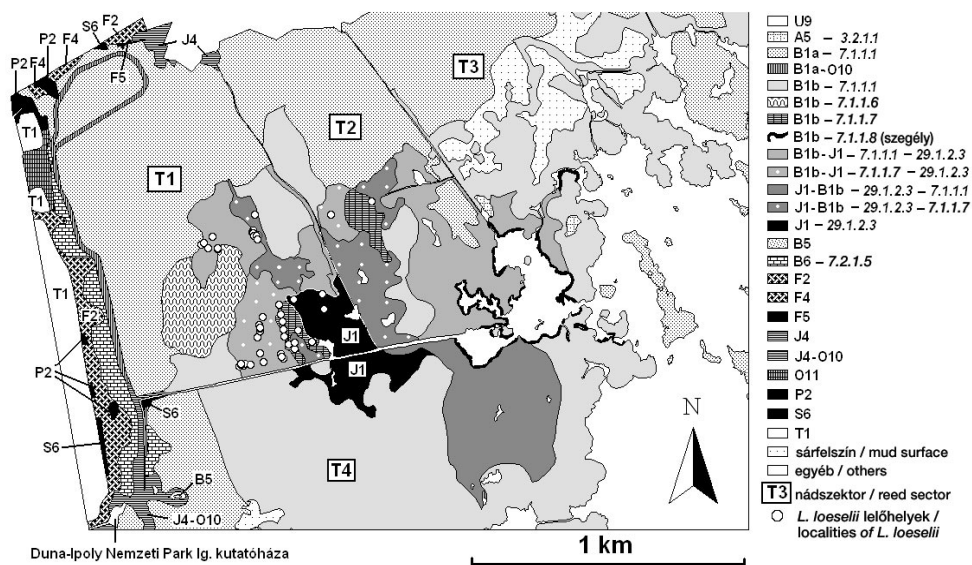 S6
F2
P2
F4
J4
P2
F4
F5
T3
T1
T2
T1
T1
T1
F2
J1
J1
P2
S6
N
S6
T4
B5
J4-O10
Duna-Ipoly Nemzeti Park Ig. kutatóháza
1 km
U9
A5 – 3.2.1.1
B1a – 7.1.1.1
B1a-O10
B1b – 7.1.1.1
B1b – 7.1.1.6
B1b – 7.1.1.7
B1b – 7.1.1.8 (szegély)
B1b-J1 – 7.1.1.1 – 29.1.2.3
B1b-J1 – 7.1.1.7 – 29.1.2.3
J1-B1b – 29.1.2.3 – 7.1.1.1
J1-B1b – 29.1.2.3 – 7.1.1.7
J1 – 29.1.2.3
B5
B6 – 7.2.1.5
F2
F4
F5
J4
J4-O10
O11
P2
S6
T1
sárfelszín / mud surface
egyéb / others
T3 nádszektor / reed sector
L. loeselii lelőhelyek /
localities of L. loeselii